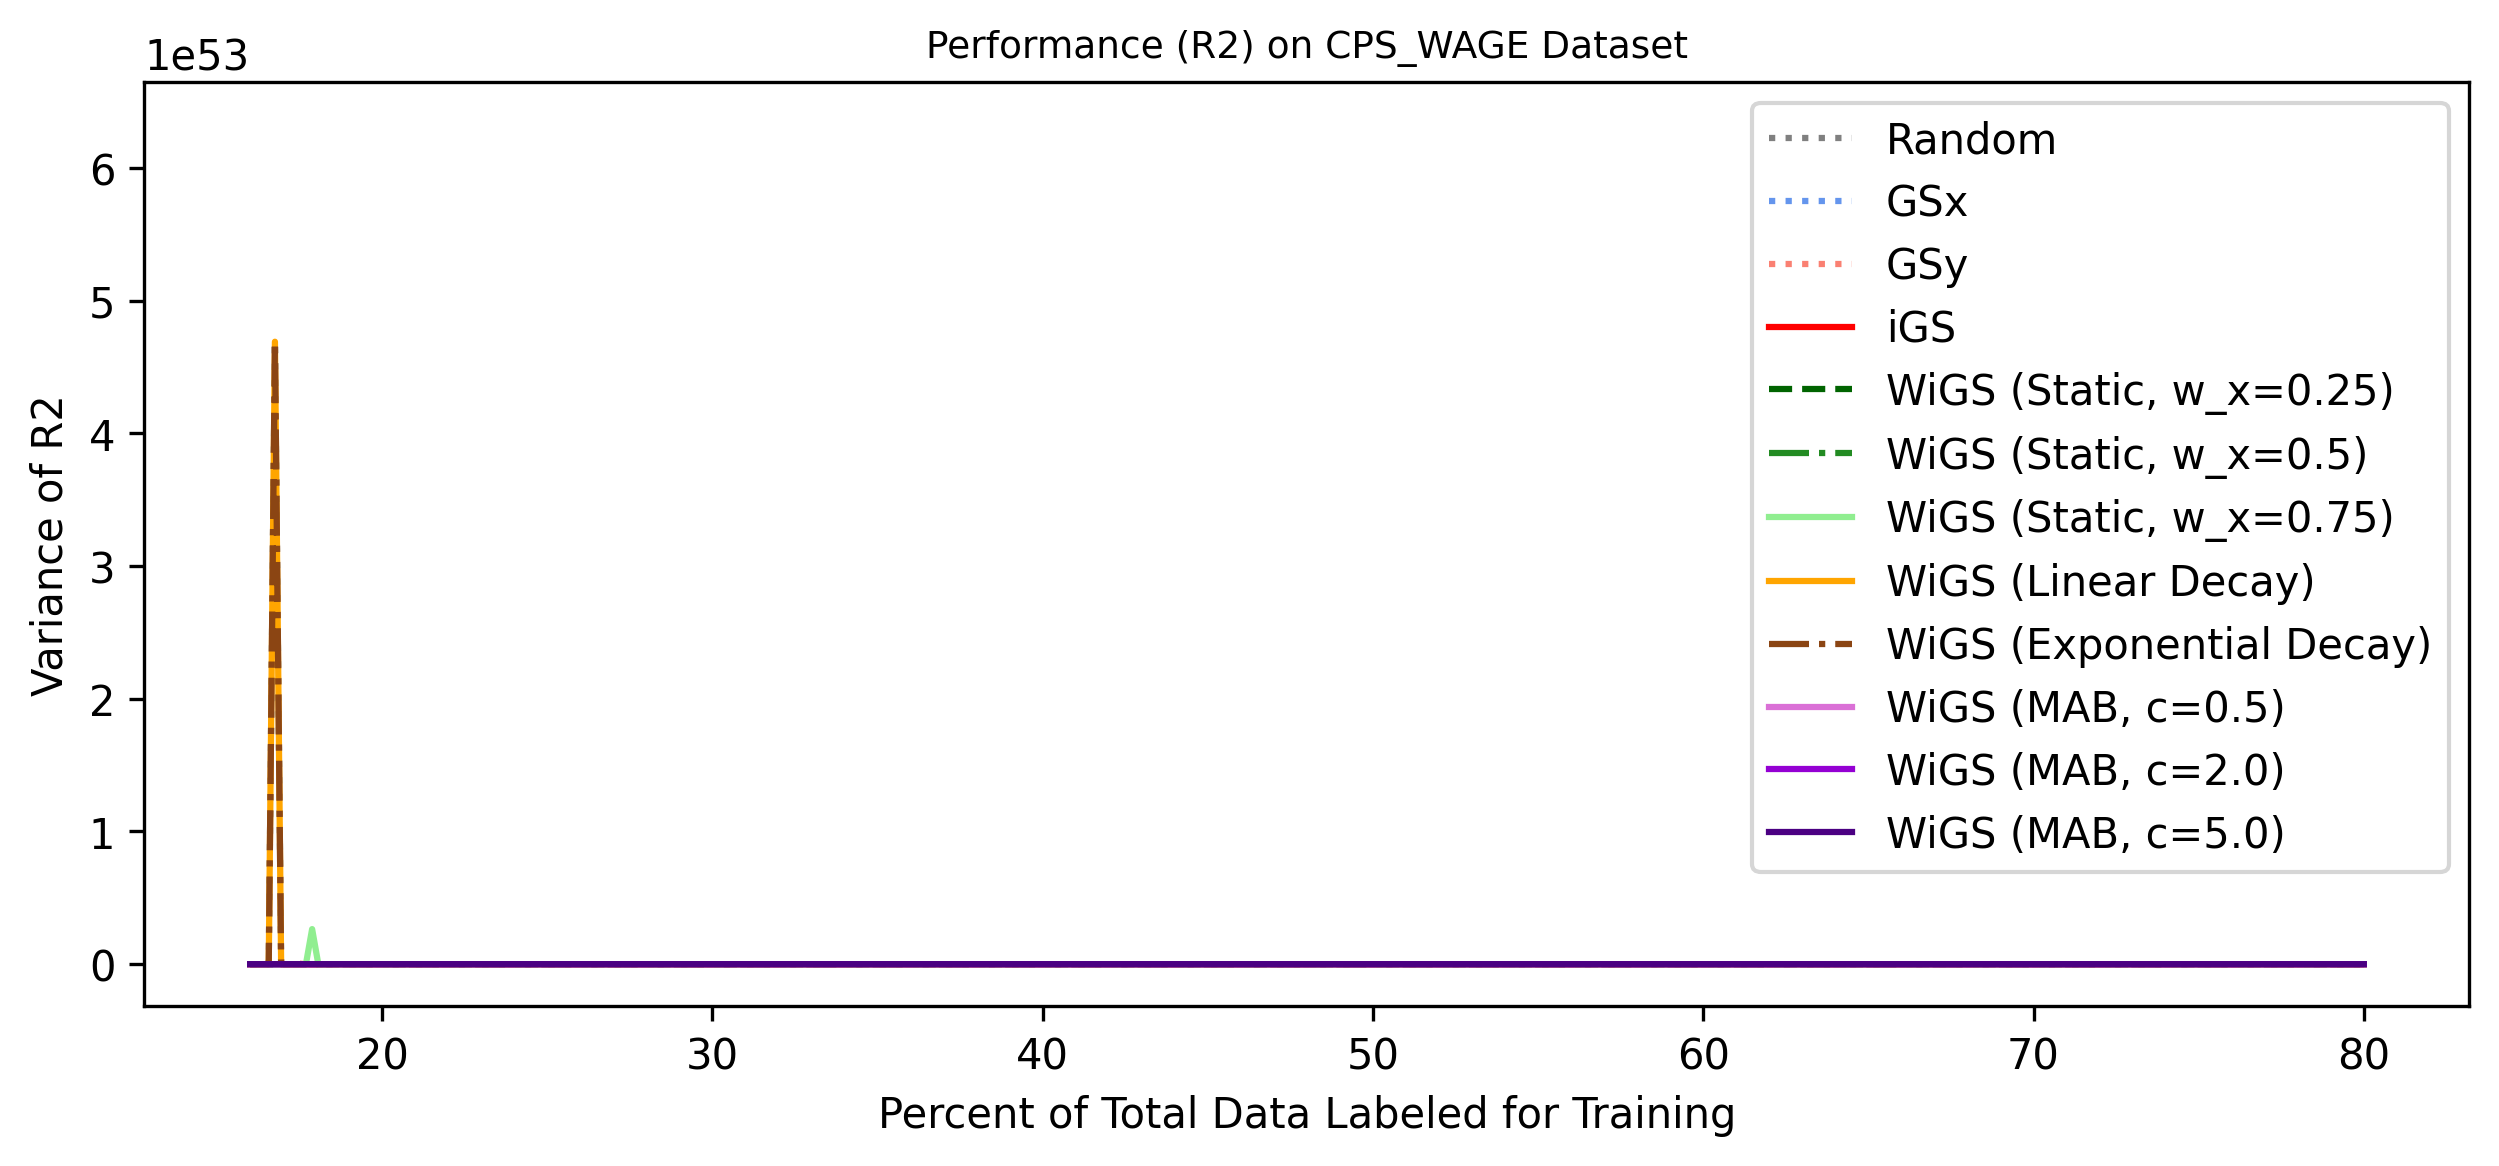 Performance (R2) on CPS_WAGE Dataset
1e53
6
5
4
3
2
1
0
Variance of R2
20 30 40 50 60 70 80
Percent of Total Data Labeled for Training
Random
GSx
GSy
iGS
WiGS (Static, w_x=0.25)
WiGS (Static, w_x=0.5)
WiGS (Static, w_x=0.75)
WiGS (Linear Decay)
WiGS (Exponential Decay)
WiGS (MAB, c=0.5)
WiGS (MAB, c=2.0)
WiGS (MAB, c=5.0)